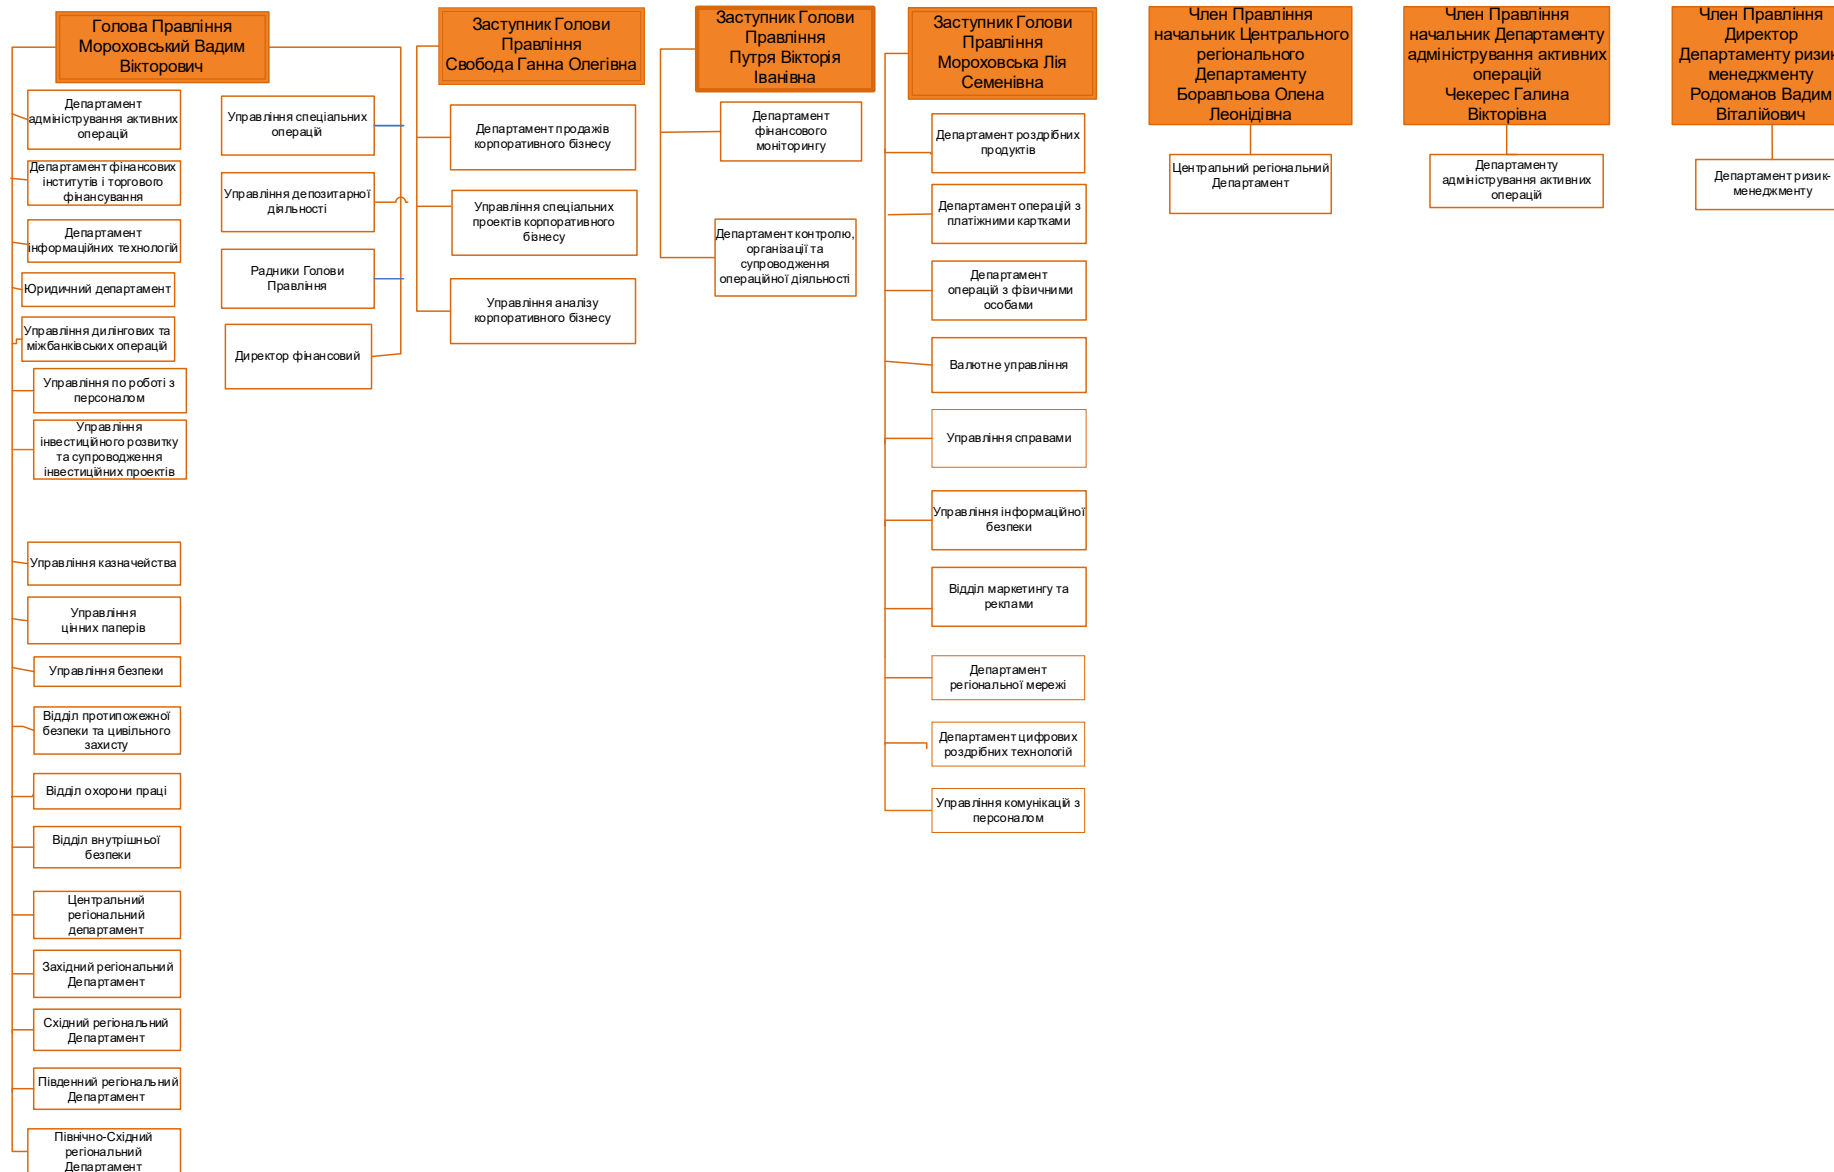 Голова Правління
Мороховський Вадим
Вікторович
Департамент
адміністрування активних
операцій
Департамент фінансових
інститутів і торгового
фінансування
Департамент
інформаційних технологій
Юридичний департамент
Управління дилінгових та
міжбанківських операцій
Управління по роботі з
персоналом
Управління
інвестиційного розвитку
та супроводження
інвестиційних проектів
Управління казначейства
Управління
цінних паперів
Управління безпеки
Відділ протипожежної
безпеки та цивільного
захисту
Відділ охорони праці
Відділ внутрішньої
безпеки
Центральний
регіональний
департамент
Західний регіональний
Департамент
Східний регіональний
Департамент
Південний регіональний
Департамент
Північно-Східний
регіональний
Департамент
Управління спеціальних
операцій
Управління депозитарної
діяльності
Радники Голови
Правління
Директор фінансовий
Заступник Голови
Правління
Свобода Ганна Олегівна
Департамент продажів
корпоративного бізнесу
Управління спеціальних
проектів корпоративного
бізнесу
Управління аналізу
корпоративного бізнесу
Заступник Голови
Правління
Путря Вікторія
Іванівна
Департамент
фінансового
моніторингу
Департамент контролю,
організації та
супроводження
операційної діяльності
Заступник Голови
Правління
Мороховська Лія
Семенівна
Департамент роздрібних
продуктів
Департамент операцій з
платіжними картками
Департамент
операцій з фізичними
особами
Валютне управління
Управління справами
Управління інформаційної
безпеки
Відділ маркетингу та
реклами
Департамент
регіональної мережі
Департамент цифрових
роздрібних технологій
Управління комунікацій з
персоналом
Член Правління
начальник Центрального
регіонального
Департаменту
Боравльова Олена
Леонідівна
Центральний регіональний
Департамент
Член Правління
начальник Департаменту
адміністрування активних
операцій
Чекерес Галина
Вікторівна
Департаменту
адміністрування активних
операцій
Член Правління
Директор
Департаменту ризик-
менеджменту
Родоманов Вадим
Віталійович
Департамент ризик-
менеджменту